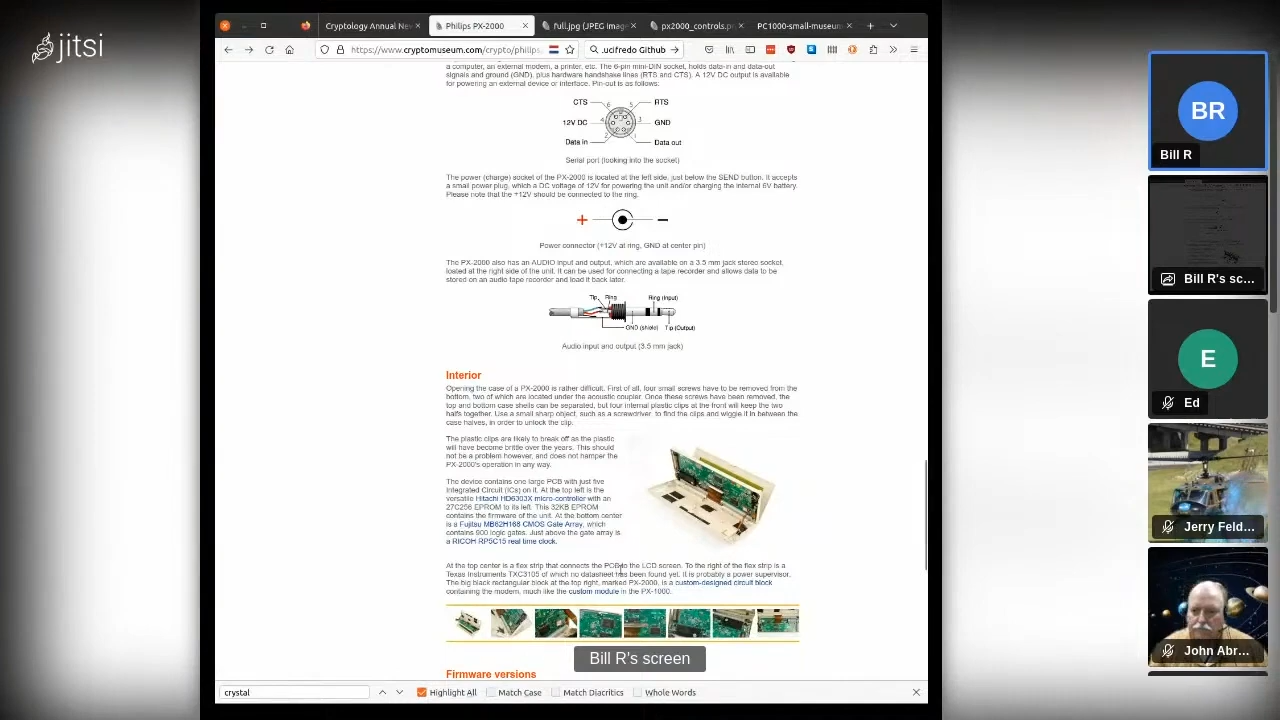 jitsi
Cryptology Annual Nev
Philips PX-2000
full.jpg (JPEG Image
px2000_controls.p
PC1000-small-museum
https://www.cryptomuseum.com/crypto/philips
.ucifredo Github
a computer, an external modem, a printer, etc. The 6-pin mini-DIN socket, holds data-in and data-out
signals and ground (GND), plus hardware handshake lines (RTS and CTS). A 12V DC output is available
for powering an external device or interface. Pin-out is as follows:
CTS
6
5
RTS
12V DC
4
3
GND
Data in
2
1
Data out
Serial port (looking into the socket)
The power (charge) socket of the PX-2000 is located at the left side, just below the SEND button. It accepts
a small power plug, which a DC voltage of 12V for powering the unit and/or charging the internal 6V battery.
Please note that the +12V should be connected to the ring.
+ −
Power connector (+12V at ring, GND at center pin)
The PX-2000 also has an AUDIO input and output, which are available on a 3.5 mm jack stereo socket,
located at the right side of the unit. It can be used for connecting a tape recorder and allows data to be
stored on an audio tape recorder and load it back later.
Tip
Ring
Ring (Input)
GND (shield)
Tip (Output)
Audio input and output (3.5 mm jack)
Interior
Opening the case of a PX-2000 is rather difficult. First of all, four small screws have to be removed from the
bottom, two of which are located under the acoustic coupler. Once these screws have been removed, the
top and bottom case shells can be separated, but four internal plastic clips at the front will keep the two
halfs together. Use a small sharp object, such as a screwdriver, to find the clips and wiggle it in between the
case halves, in order to unlock the clip.
The plastic clips are likely to break off as the plastic
will have become brittle over the years. This should
not be a problem however, and does not hamper the
PX-2000's operation in any way.
The device contains one large PCB with just five
Integrated Circuit (ICs) on it. At the top left is the
versatile Hitachi HD6303X micro-controller with an
27C256 EPROM to its left. This 32KB EPROM
contains the firmware of the unit. At the bottom center
is a Fujitsu MB62H168 CMOS Gate Array, which
contains 900 logic gates. Just above the gate array is
a RICOH RP5C15 real time clock.
At the top center is a flex strip that connects the PCB to the LCD screen. To the right of the flex strip is a
Texas Instruments TXC3105 of which no datasheet has been found yet. It is probably a power supervisor.
The big black rectangular block at the top right, marked PX-2000, is a custom-designed circuit block
containing the modem, much like the custom module in the PX-1000.
Bill R's screen
Firmware versions
crystal
Highlight All
Match Case
Match Diacritics
Whole Words
BR
Bill R
Bill R's sc...
E
Ed
Jerry Feld...
John Abr...